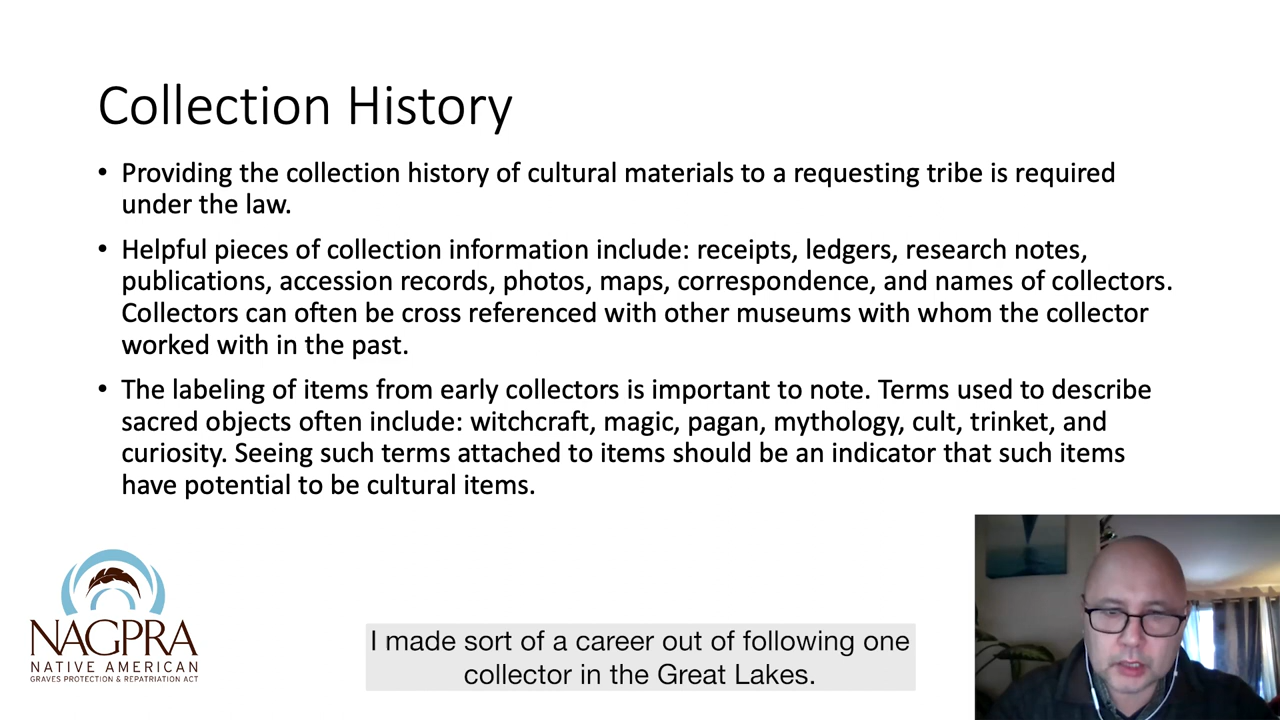 Collection History
• Providing the collection history of cultural materials to a requesting tribe is required
under the law.
• Helpful pieces of collection information include: receipts, ledgers, research notes,
publications, accession records, photos, maps, correspondence, and names of collectors.
Collectors can often be cross referenced with other museums with whom the collector
worked with in the past.
• The labeling of items from early collectors is important to note. Terms used to describe
sacred objects often include: witchcraft, magic, pagan, mythology, cult, trinket, and
curiosity. Seeing such terms attached to items should be an indicator that such items
have potential to be cultural items.
NAGPRA
NATIVE AMERICAN
GRAVES PROTECTION & REPATRIATION ACT
I made sort of a career out of following one
collector in the Great Lakes.